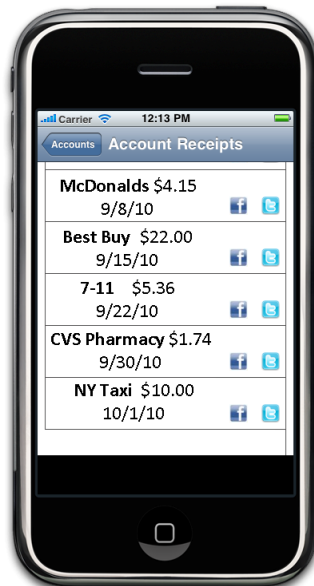 Carrier 12:13 PM
Accounts Account Receipts
McDonalds $4.15
9/8/10
Best Buy $22.00
9/15/10
7-11 $5.36
9/22/10
CVS Pharmacy $1.74
9/30/10
NY Taxi $10.00
10/1/10